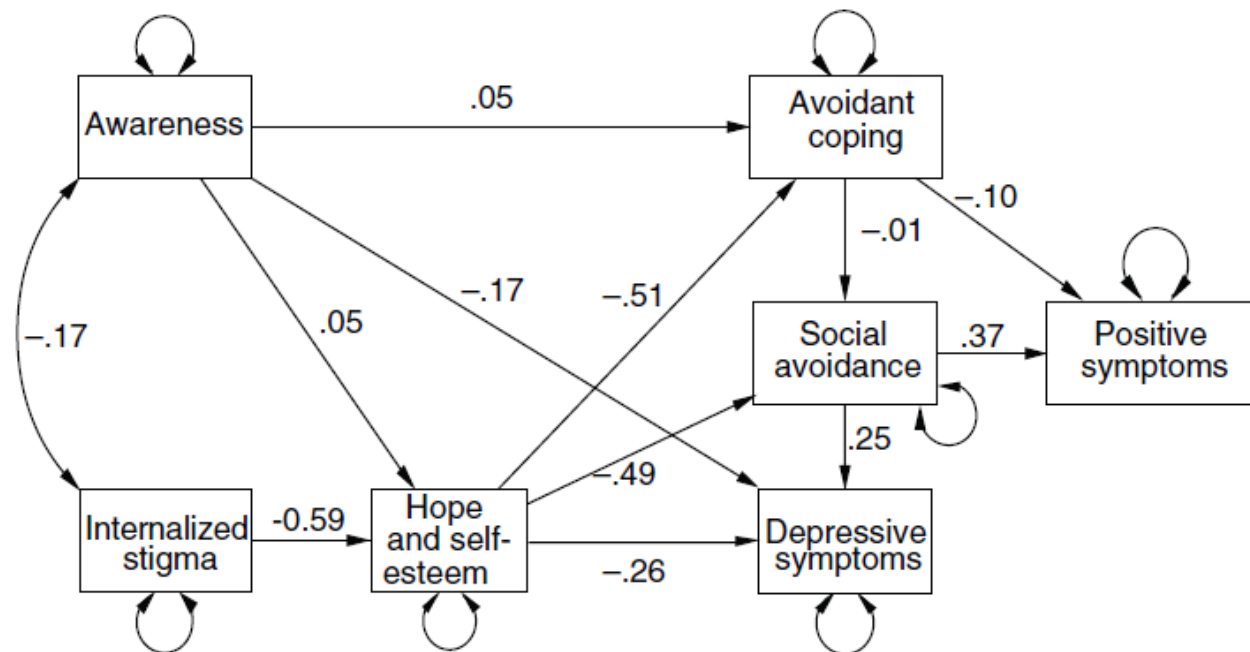 Awareness
.05
Avoidant
coping
–.10
–.01
–.17
–.51
–.17
.05
Social
avoidance
.37
Positive
symptoms
.25
–.49
Internalized
stigma
-0.59
Hope
and self-
esteem
–.26
Depressive
symptoms